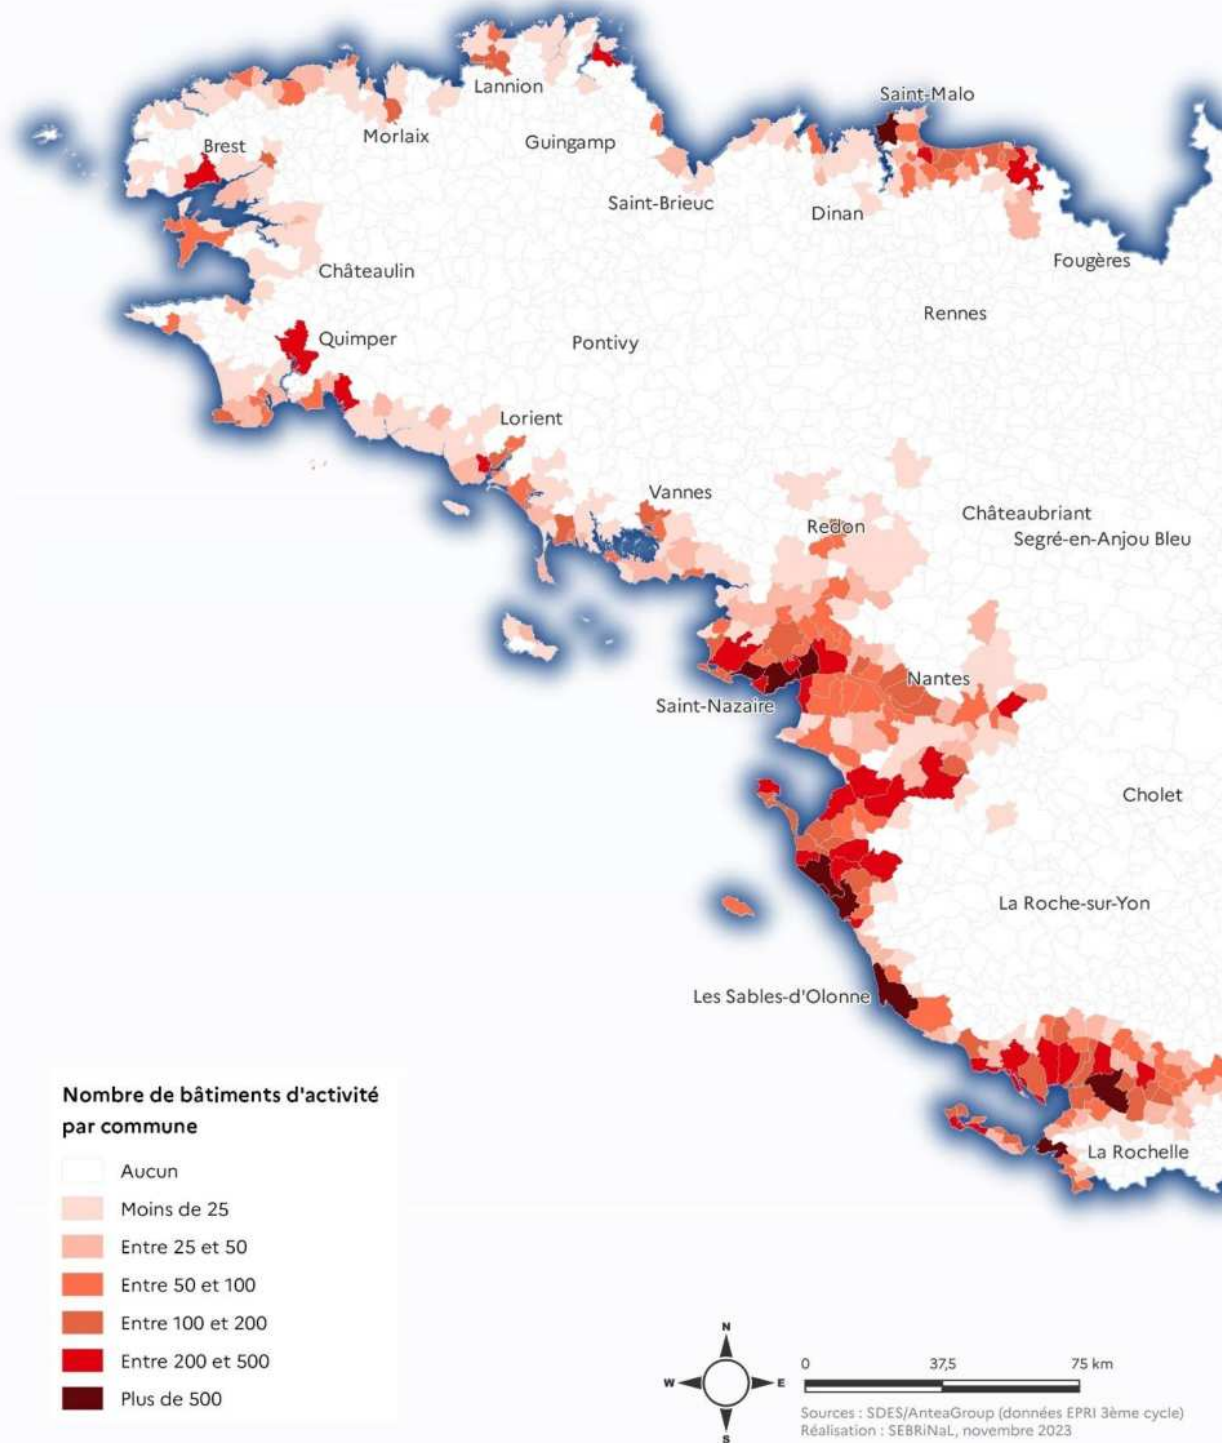 Saint-Malo
Lannion
Brest
Morlaix
Guingamp
Saint-Brieuc
Dinan
Fougères
Châteaulin
Rennes
Quimper
Pontivy
Lorient
Vannes
Redon
Châteaubriant
Segré-en-Anjou Bleu
Nantes
Saint-Nazaire
Cholet
La Roche-sur-Yon
Les Sables-d'Olonne
La Rochelle
Nombre de bâtiments d'activité
par commune
Aucun
Moins de 25
Entre 25 et 50
Entre 50 et 100
Entre 100 et 200
Entre 200 et 500
Plus de 500
N
W E
S
0 37,5 75 km
Sources : SDES/AnteaGroup (données EPRI 3ème cycle)
Réalisation : SEBRiNaL, novembre 2023